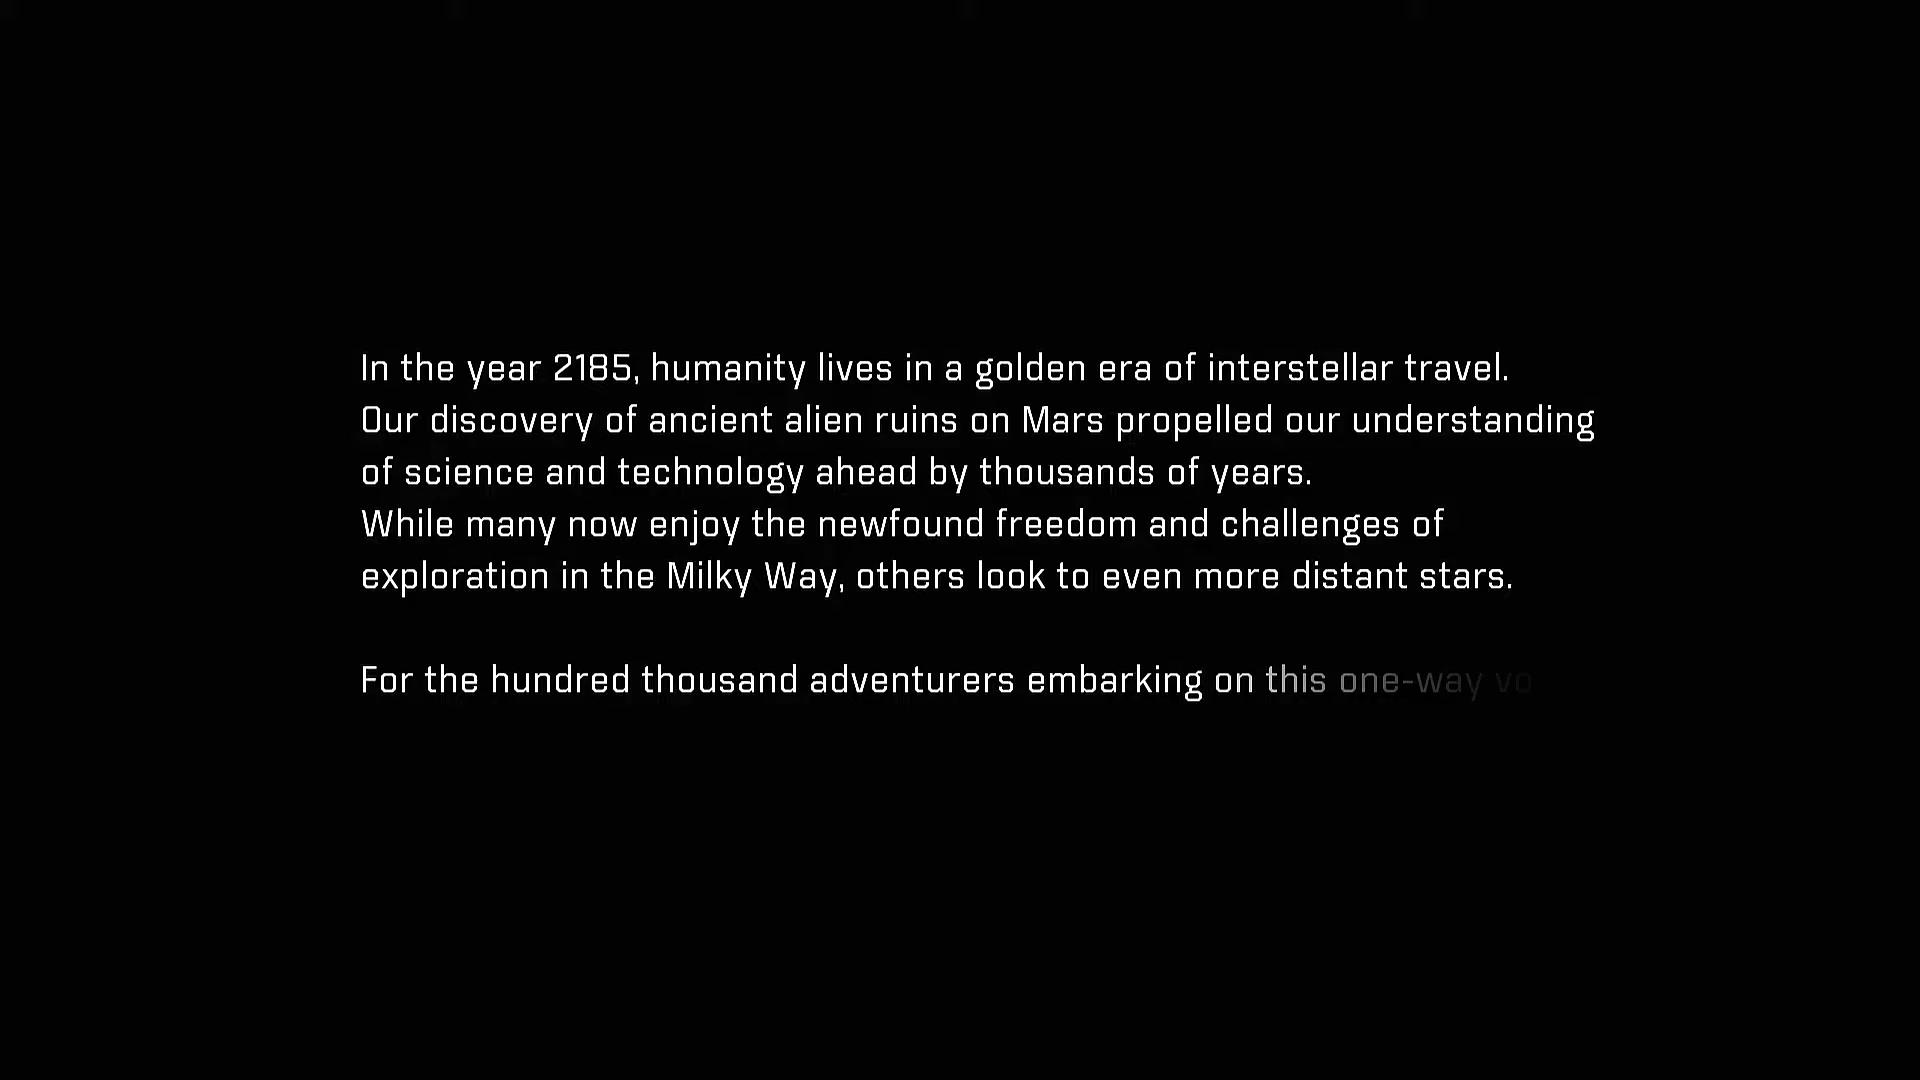 In the year 2185, humanity lives in a golden era of interstellar travel.
Our discovery of ancient alien ruins on Mars propelled our understanding
of science and technology ahead by thousands of years.
While many now enjoy the newfound freedom and challenges of
exploration in the Milky Way, others look to even more distant stars.
For the hundred thousand adventurers embarking on this one-way vo